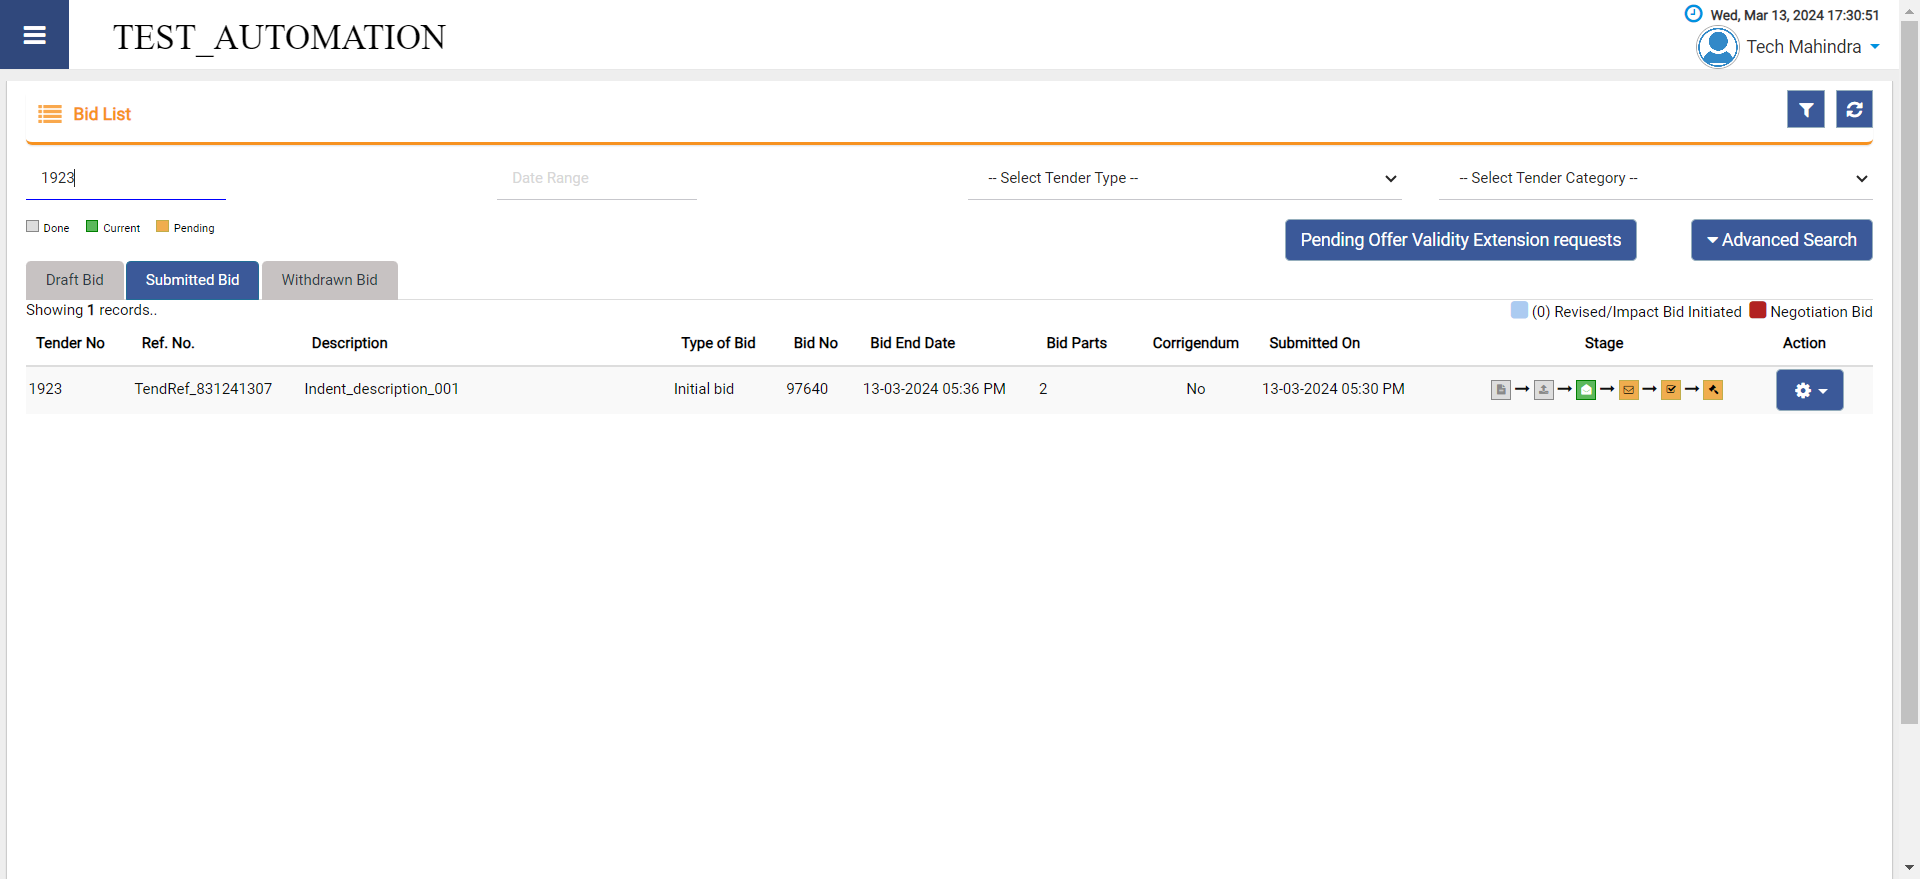 TEST_AUTOMATION
Wed, Mar 13, 2024 17:30:51
Tech Mahindra
Bid List
1923
Date Range
-- Select Tender Type --
-- Select Tender Category --
Done Current Pending
Pending Offer Validity Extension requests
Advanced Search
Draft Bid Submitted Bid Withdrawn Bid
Showing 1 records..
(0) Revised/Impact Bid Initiated Negotiation Bid
Tender No Ref. No. Description Type of Bid Bid No Bid End Date Bid Parts Corrigendum Submitted On Stage Action
1923 TendRef_831241307 Indent_description_001 Initial bid 97640 13-03-2024 05:36 PM 2 No 13-03-2024 05:30 PM